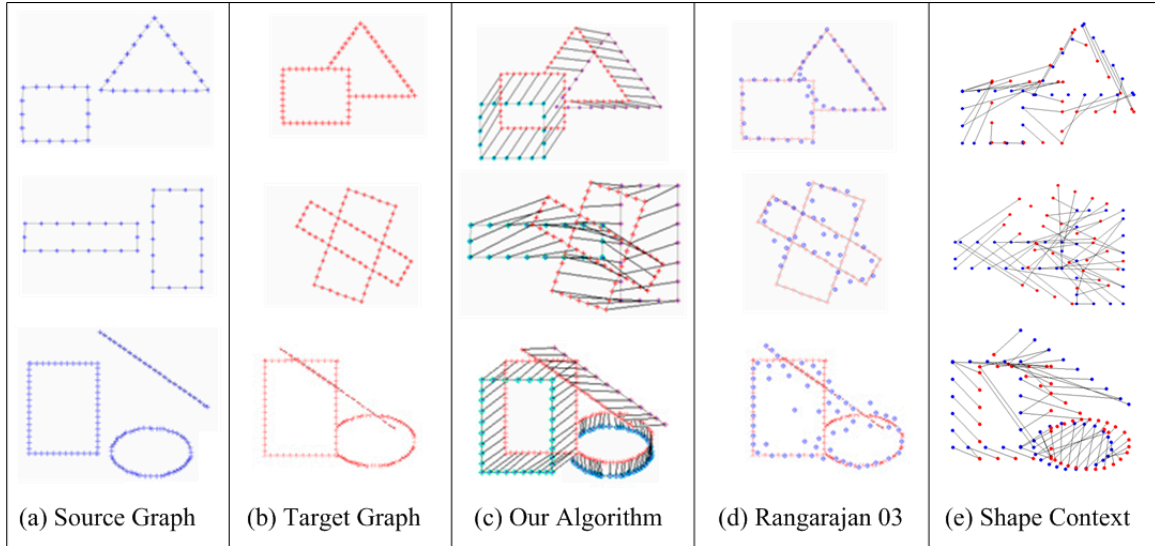 (a) Source Graph
(b) Target Graph
(c) Our Algorithm
(d) Rangarajan 03
(e) Shape Context